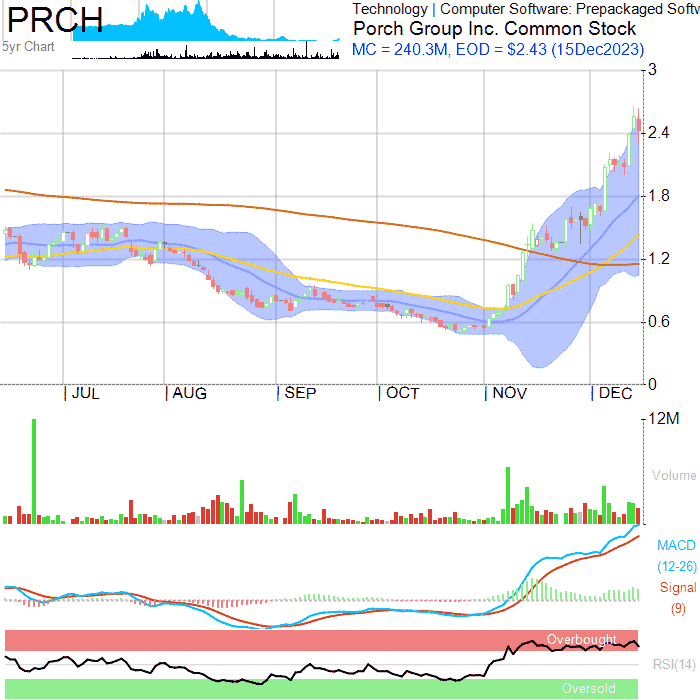 PRCH
5yr Chart
Technology | Computer Software: Prepackaged Softw
Porch Group Inc. Common Stock
MC = 240.3M, EOD = $2.43 (15Dec2023)
3
2.4
1.8
1.2
0.6
0
JUL
AUG
SEP
OCT
NOV
DEC
12M
Volume
MACD
(12-26)
Signal
(9)
Overbought
RSI(14)
Oversold